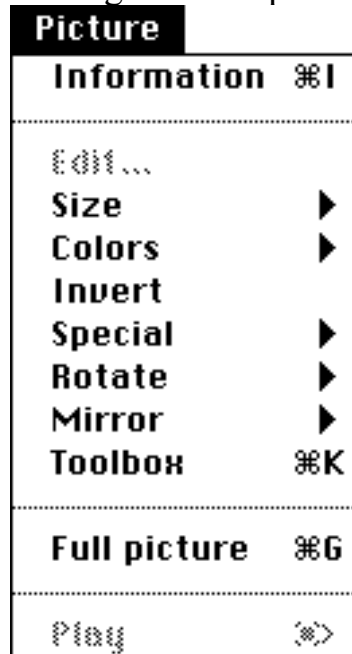 Picture
Information ⌘I
Edit...
Size ▶
Colors ▶
Invert
Special ▶
Rotate ▶
Mirror ▶
Toolbox ⌘K
Full picture ⌘G
Play